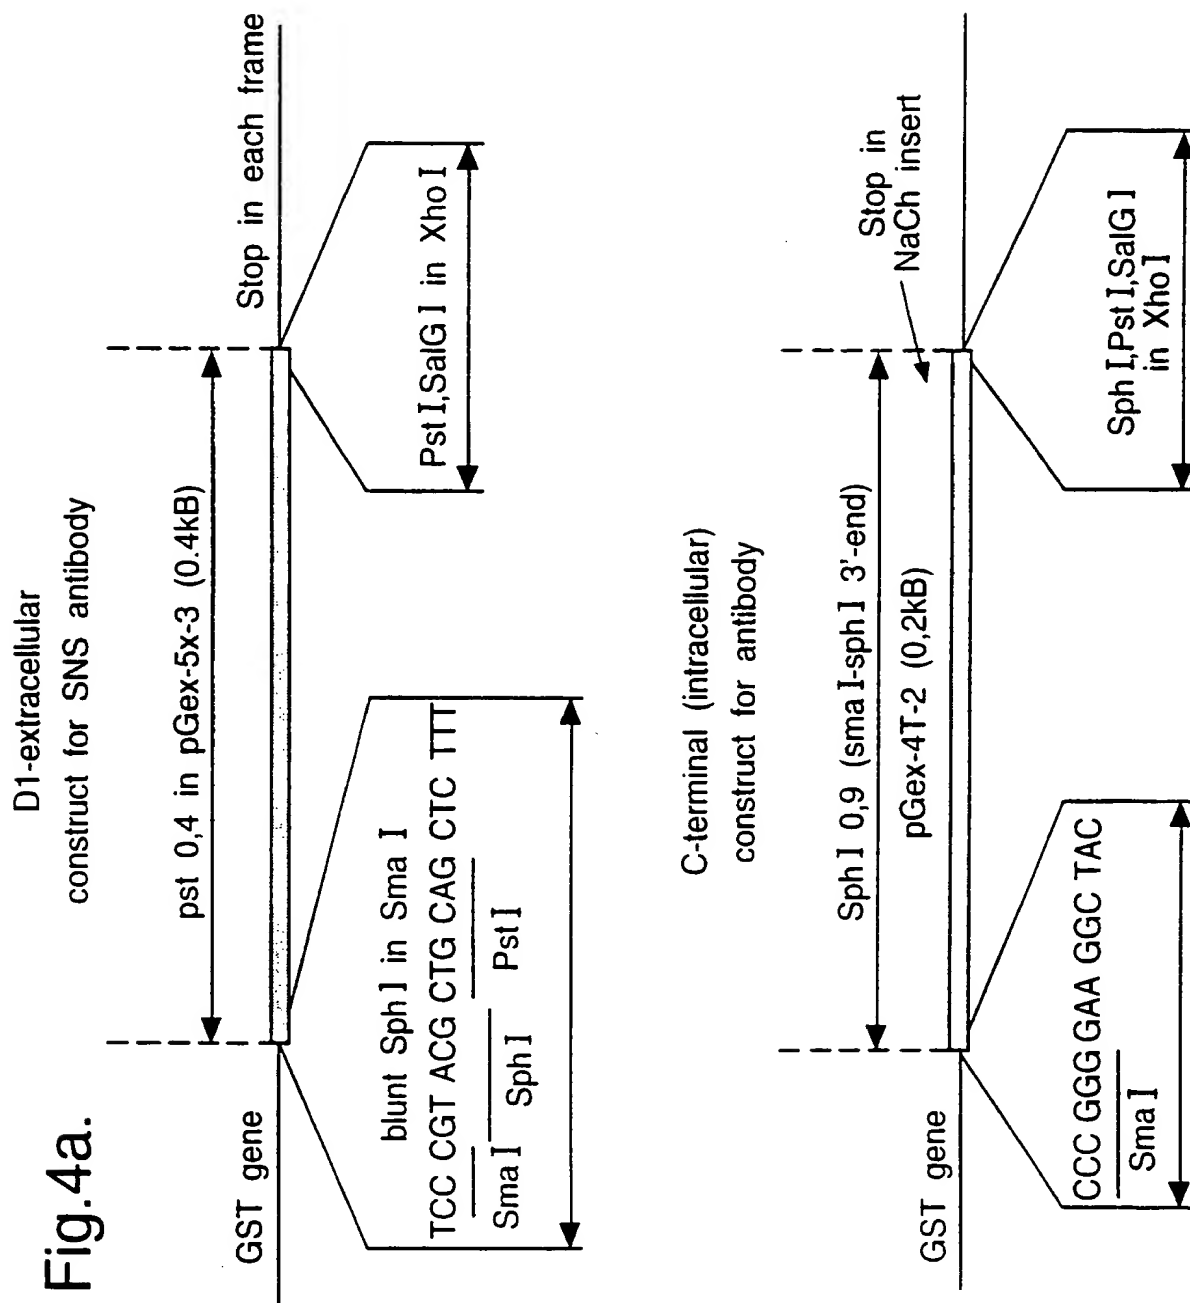 Fig.4a.
D1-extracellular
construct for SNS antibody
pst 0,4 in pGex-5x-3 (0.4kB)
GST gene
Stop in each frame
blunt Sph I in Sma I
TCC CGT ACG CTG CAG CTC TTT
Sma I
Sph I
Pst I
Pst I,SalG I in Xho I
C-terminal (intracellular)
construct for antibody
Sph I 0,9 (sma I-sph I 3'-end)
pGex-4T-2 (0,2kB)
GST gene
Stop in
NaCh insert
CCC GGG GAA GGC TAC
Sma I
Sph I,Pst I,SalG I
in Xho I